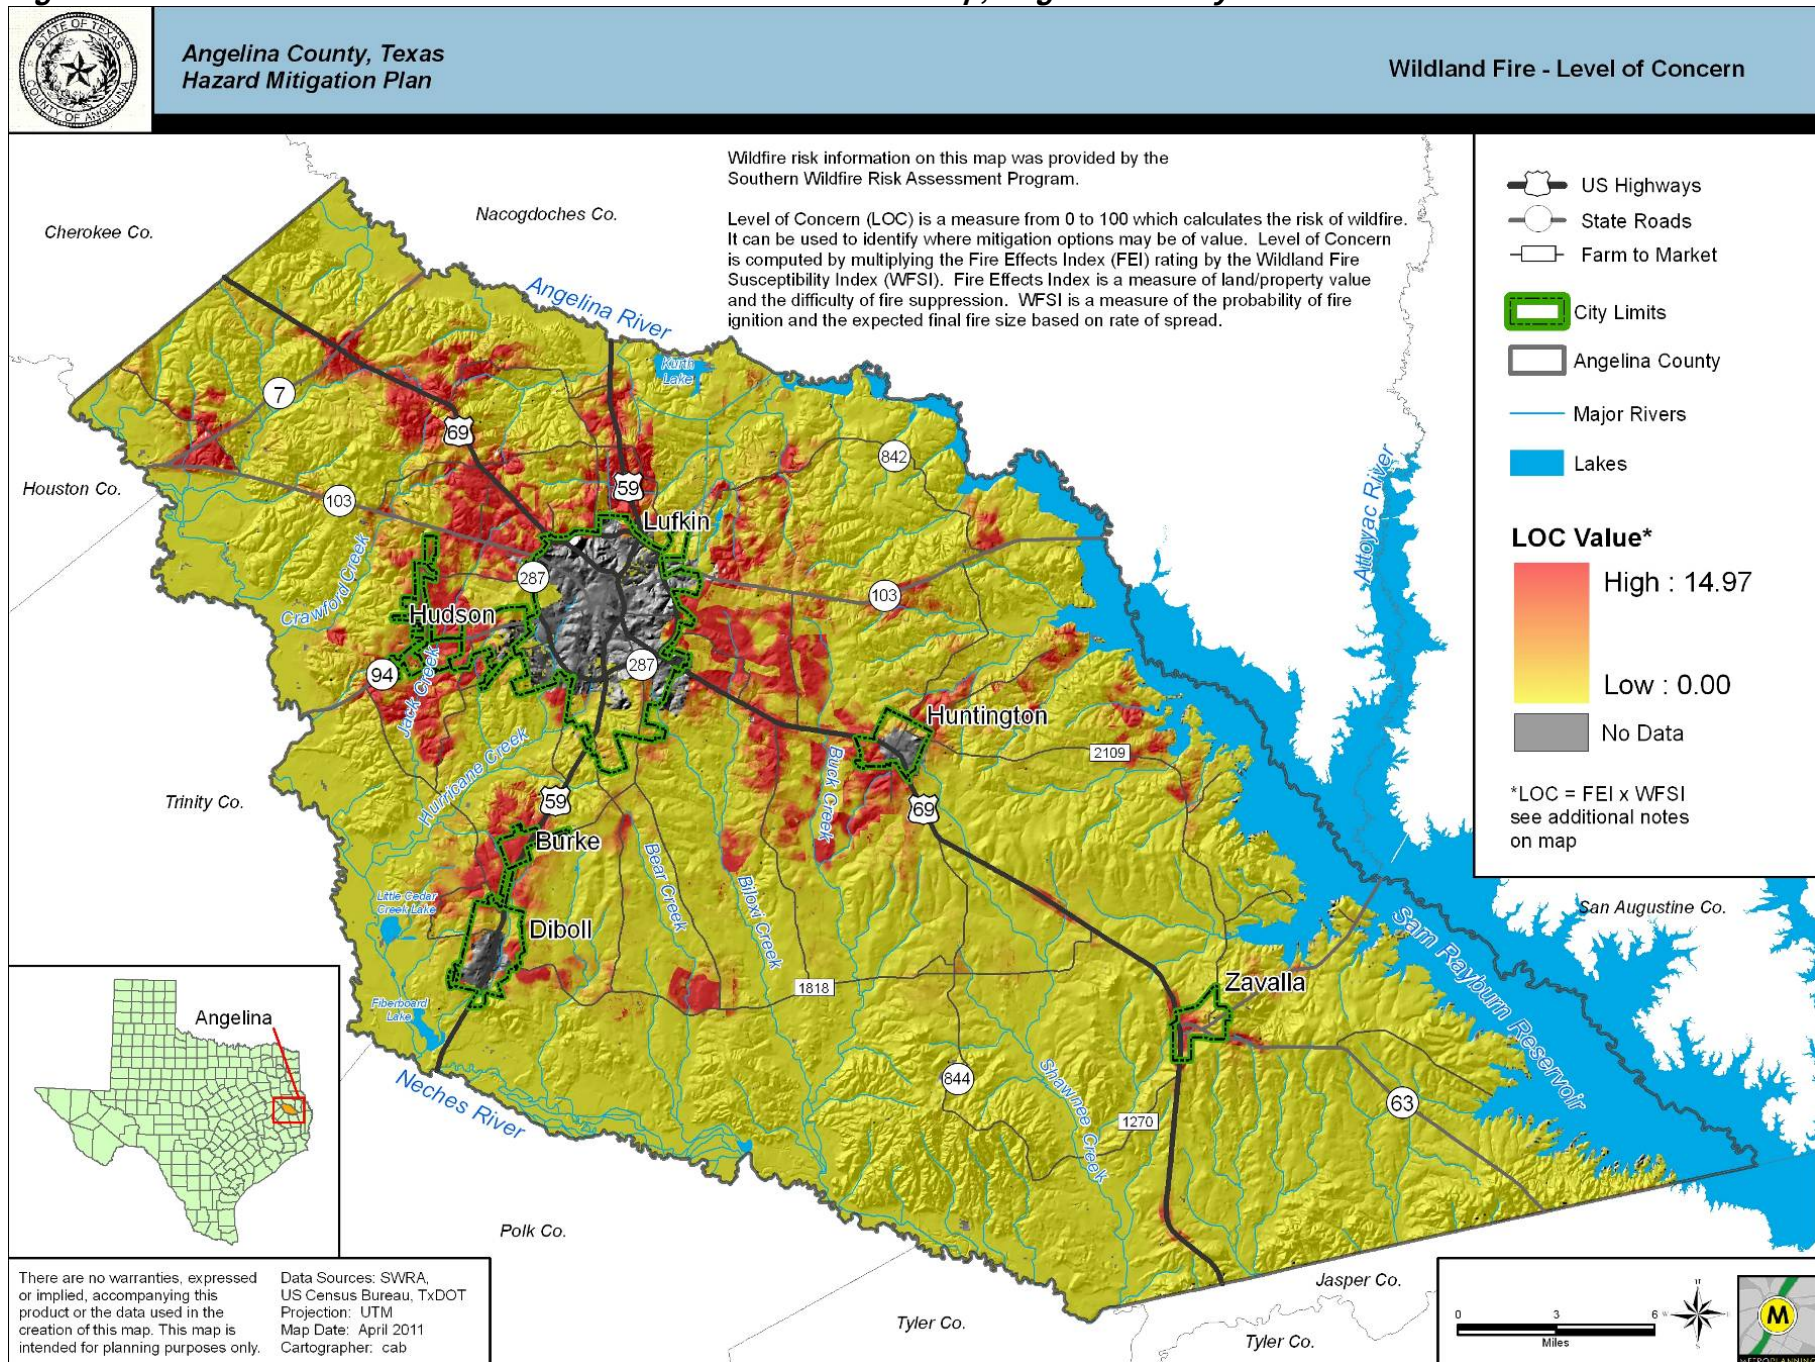 Angelina County, Texas
Hazard Mitigation Plan
Wildland Fire - Level of Concern
STATE OF TEXAS
COUNTY OF ANGELINA
Wildfire risk information on this map was provided by the
Southern Wildfire Risk Assessment Program.
Level of Concern (LOC) is a measure from 0 to 100 which calculates the risk of wildfire.
It can be used to identify where mitigation options may be of value. Level of Concern
is computed by multiplying the Fire Effects Index (FEI) rating by the Wildland Fire
Susceptibility Index (WFSI). Fire Effects Index is a measure of land/property value
and the difficulty of fire suppression. WFSI is a measure of the probability of fire
ignition and the expected final fire size based on rate of spread.
US Highways
State Roads
Farm to Market
City Limits
Angelina County
Major Rivers
Lakes
LOC Value*
High : 14.97
Low : 0.00
No Data
*LOC = FEI x WFSI
see additional notes
on map
Cherokee Co.
Nacogdoches Co.
Angelina River
Kurth
Lake
7
69
842
Houston Co.
103
59
Lufkin
Attoyac River
Crawford Creek
287
103
Hudson
94
287
Jack Creek
Huntington
2109
Hurricane Creek
Buck Creek
Trinity Co.
59
69
Burke
Bear Creek
Biloxi Creek
Little Cedar
Creek Lake
San Augustine Co.
Diboll
Sam Rayburn Reservoir
1818
Zavalla
Fiberboard
Lake
Angelina
844
Shawnee Creek
63
Neches River
1270
Polk Co.
Jasper Co.
Tyler Co.
Tyler Co.
There are no warranties, expressed
or implied, accompanying this
product or the data used in the
creation of this map. This map is
intended for planning purposes only.
Data Sources: SWRA,
US Census Bureau, TxDOT
Projection: UTM
Map Date: April 2011
Cartographer: cab
0 3 6
Miles
M